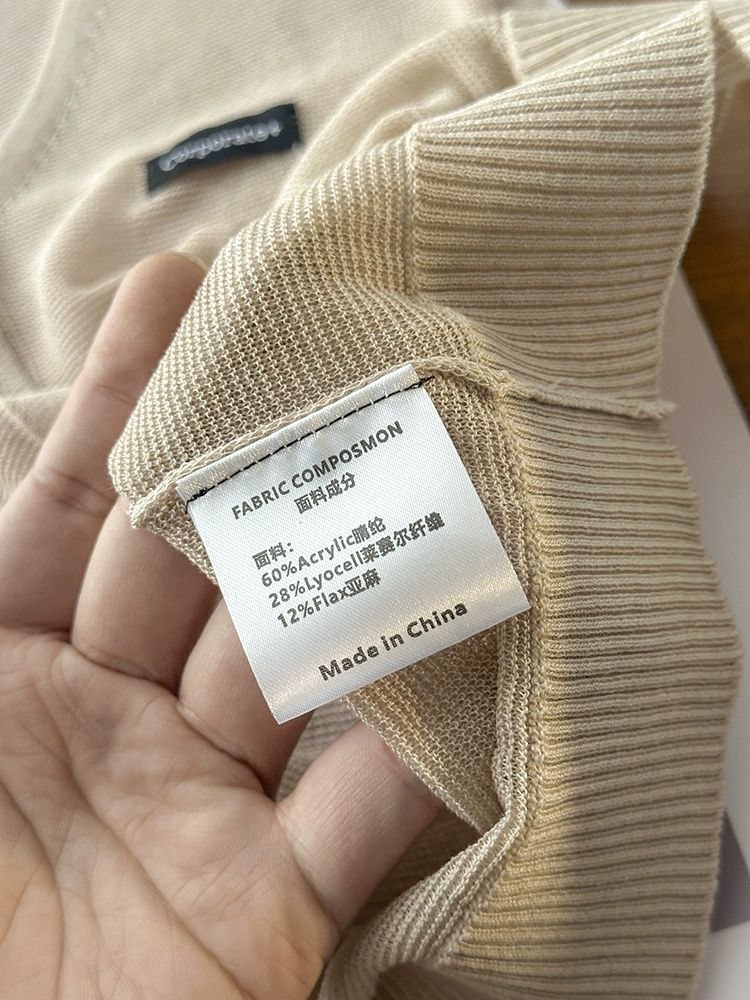 FABRIC COMPOSMON
面料成分
面料：
60%Acrylic腈纶
28%Lyocell莱赛尔纤维
12%Flax亚麻
Made in China